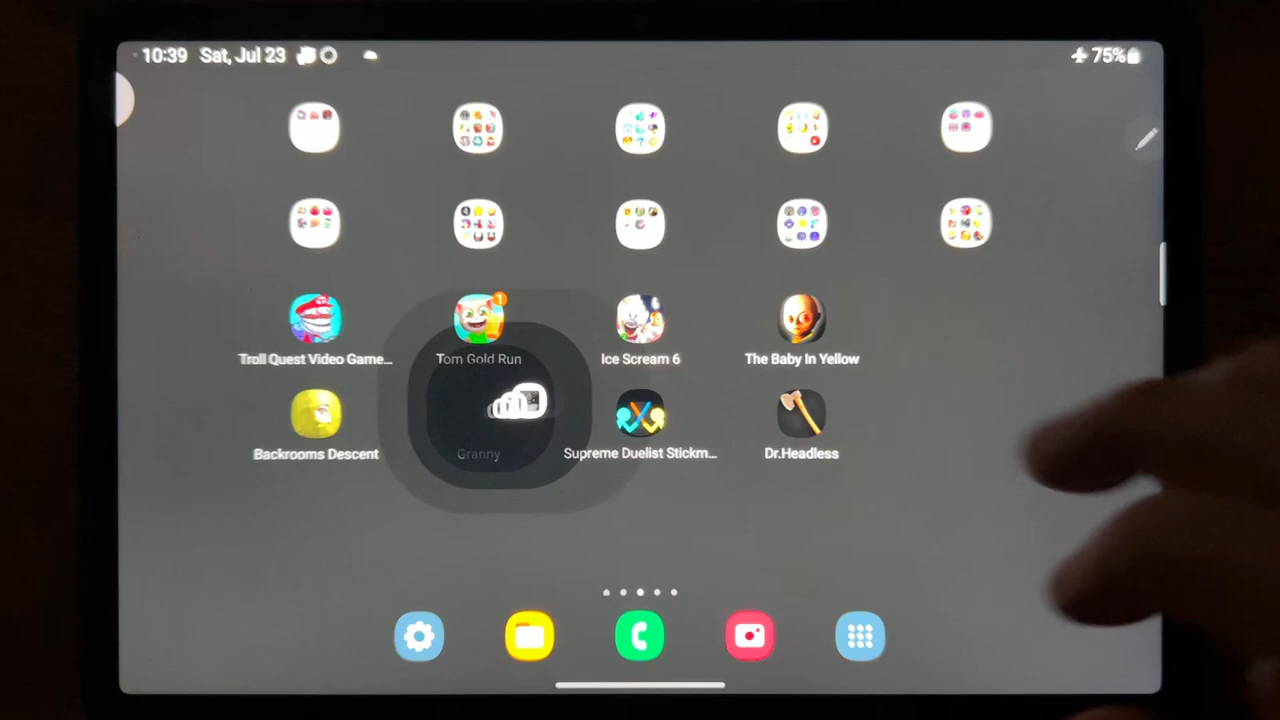 10:39 Sat, Jul 23
75%
1
Troll Quest Video Game...
Tom Gold Run
Ice Scream 6
The Baby In Yellow
Backrooms Descent
Granny
Supreme Duelist Stickm...
Dr.Headless